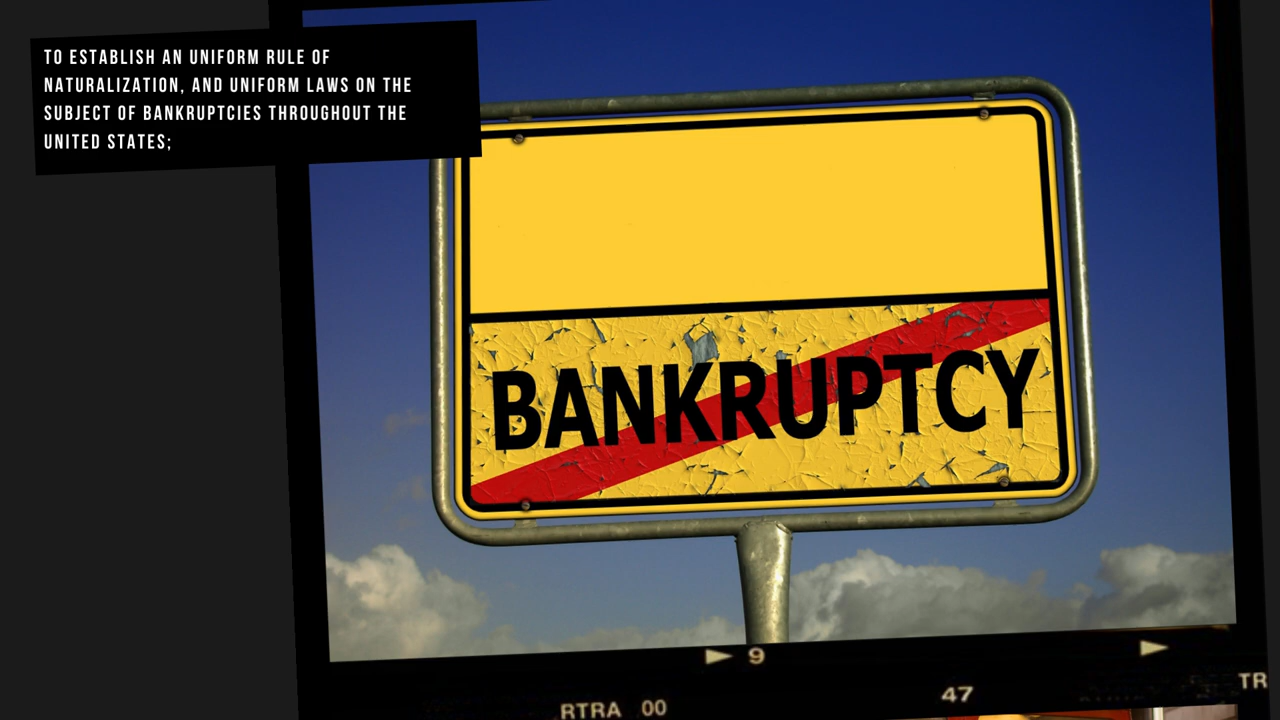 TO ESTABLISH AN UNIFORM RULE OF
NATURALIZATION, AND UNIFORM LAWS ON THE
SUBJECT OF BANKRUPTCIES THROUGHOUT THE
UNITED STATES;
BANKRUPTCY
9
RTRA 00
47
TR